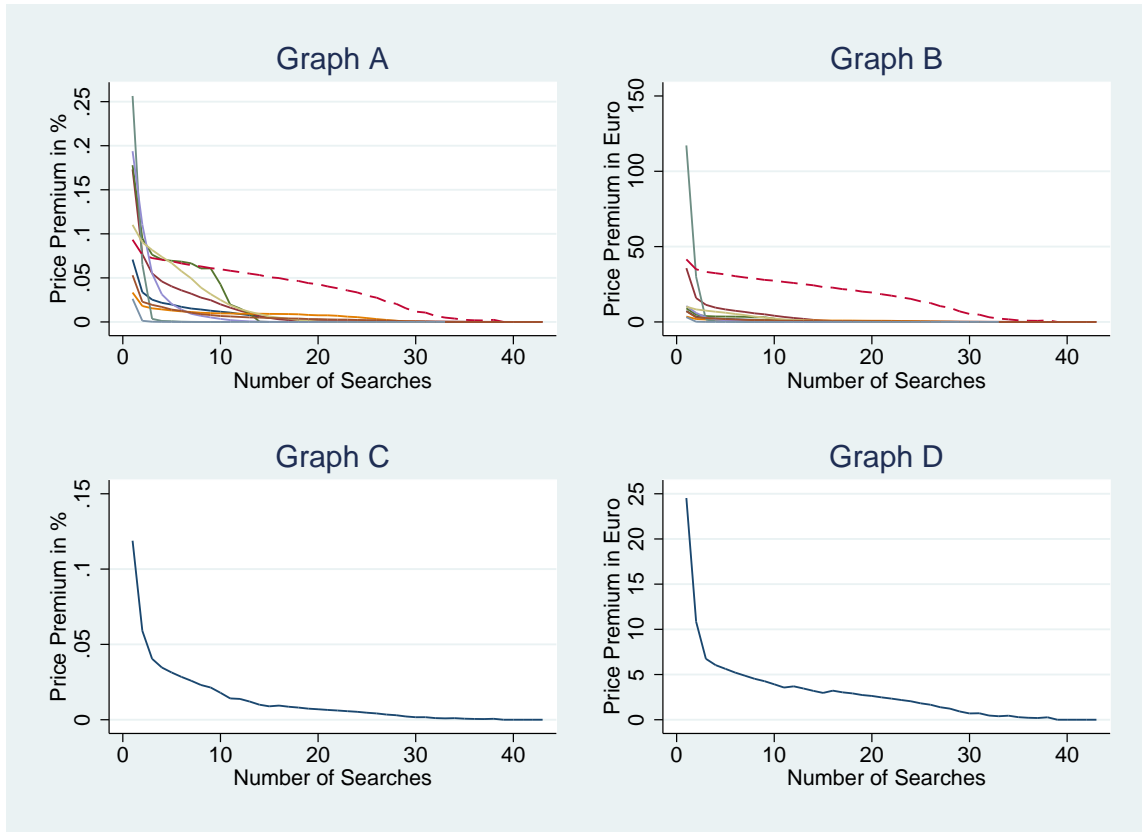 Graph A
Price Premium in %
.25
.2
.15
.1
.05
0
0 10 20 30 40
Number of Searches
Graph B
Price Premium in Euro
150
100
50
0
0 10 20 30 40
Number of Searches
Graph C
Price Premium in %
.15
.1
.05
0
0 10 20 30 40
Number of Searches
Graph D
Price Premium in Euro
25
20
15
10
5
0
0 10 20 30 40
Number of Searches